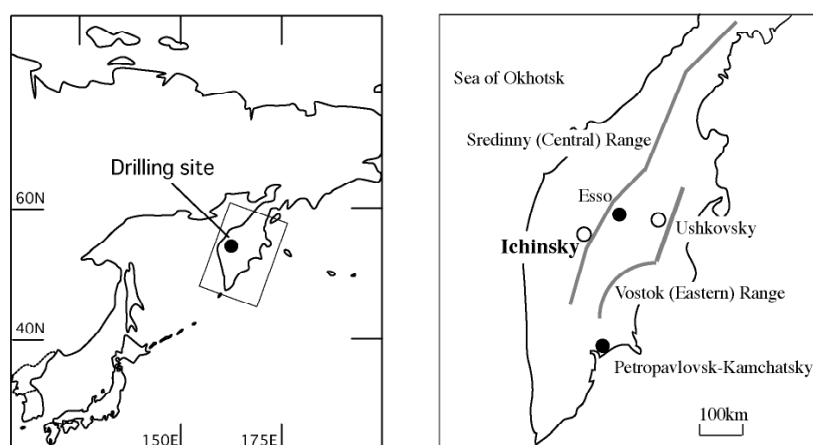 Drilling site
60N
40N
150E
175E
Sea of Okhotsk
Sredinny (Central) Range
Esso
Ichinsky
Ushkovsky
Vostok (Eastern) Range
Petropavlovsk-Kamchatsky
100km